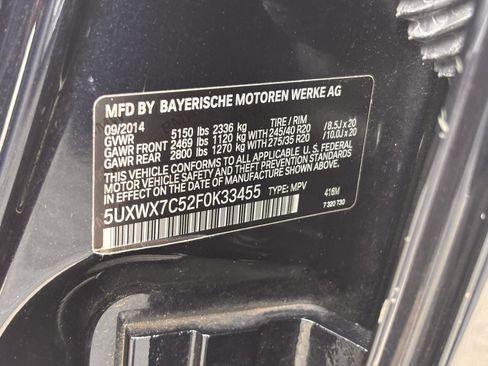 MFD BY BAYERISCHE MOTOREN WERKE AG
09/2014
GVWR 5150 lbs 2336 kg TIRE / RIM
GAWR FRONT 2469 lbs 1120 kg WITH 245/40 R20 / 8.5J x 20
GAWR REAR 2800 lbs 1270 kg WITH 275/35 R20 / 10.0J x 20
THIS VEHICLE CONFORMS TO ALL APPLICABLE U.S. FEDERAL
MOTOR VEHICLE SAFETY, BUMPER, AND THEFT PREVENTION STANDARDS
IN EFFECT ON THE DATE OF MANUFACTURE SHOWN ABOVE.
5UXWX7C52F0K33455 TYPE: MPV 416M
7 320 730